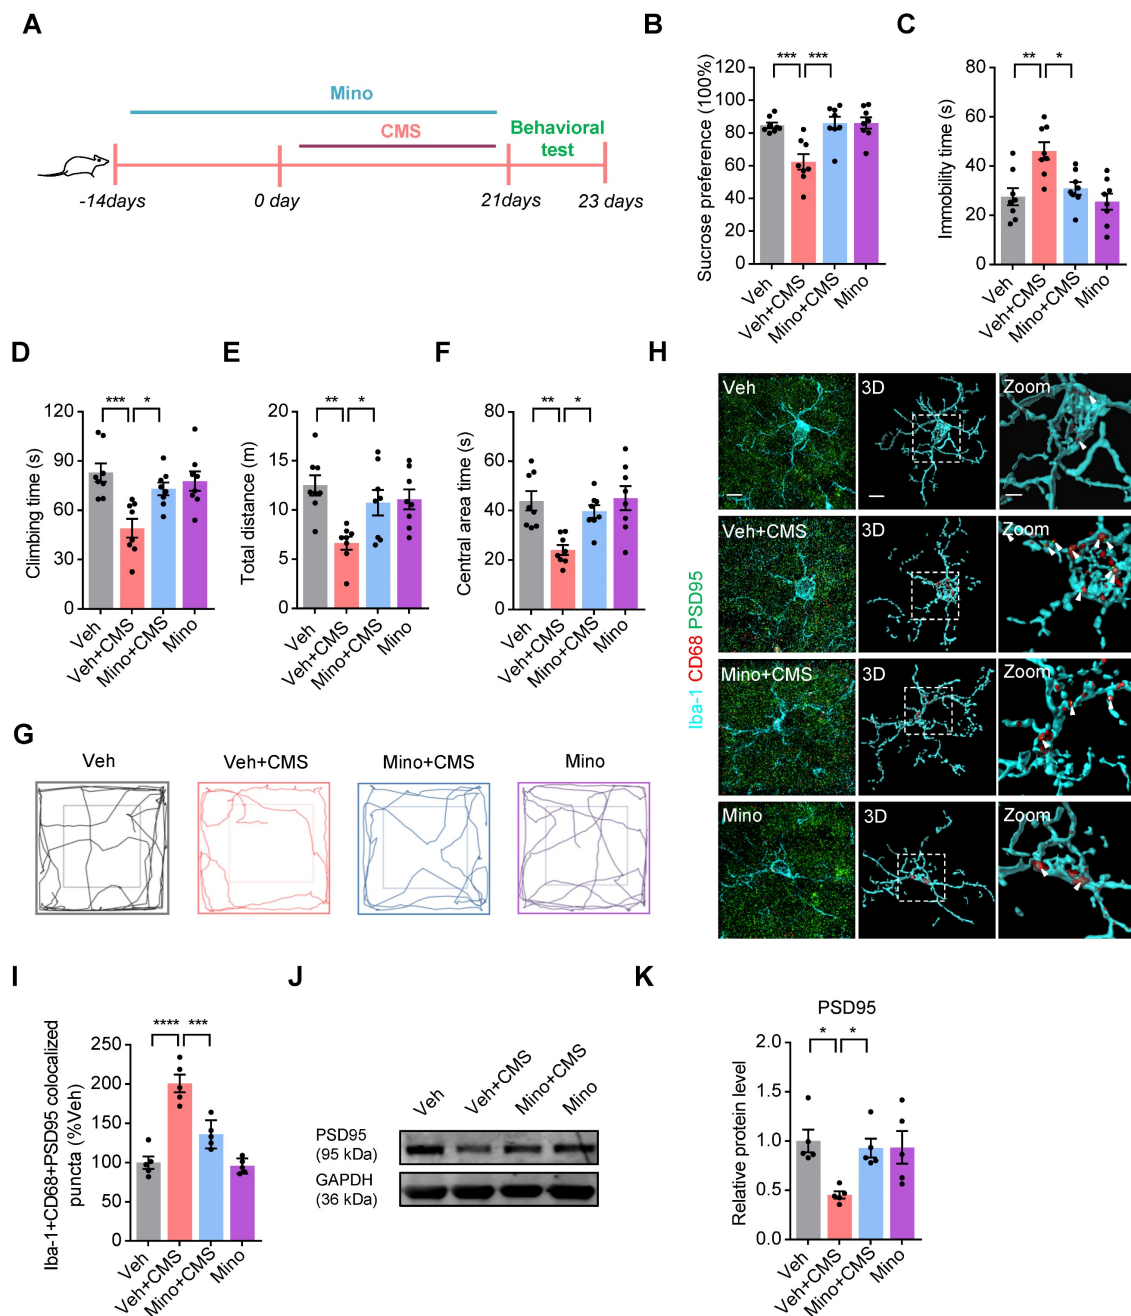 A
Mino
CMS
Behavioral
test
-14days
0 day
21days
23 days
B
Sucrose preference (100%)
120
100
80
60
40
20
0
***
***
Veh
Veh+CMS
Mino+CMS
Mino
C
Immobility time (s)
80
60
40
20
0
**
*
Veh
Veh+CMS
Mino+CMS
Mino
D
Climbing time (s)
120
90
60
30
0
***
*
Veh
Veh+CMS
Mino+CMS
Mino
E
Total distance (m)
20
15
10
5
0
**
*
Veh
Veh+CMS
Mino+CMS
Mino
F
Central area time (s)
80
60
40
20
0
**
*
Veh
Veh+CMS
Mino+CMS
Mino
G
Veh
Veh+CMS
Mino+CMS
Mino
H
Iba-1 CD68 PSD95
Veh
3D
Zoom
Veh+CMS
3D
Zoom
Mino+CMS
3D
Zoom
Mino
3D
Zoom
I
Iba-1+CD68+PSD95 colocalized
puncta (%Veh)
250
200
150
100
50
0
****
***
Veh
Veh+CMS
Mino+CMS
Mino
J
Veh
Veh+CMS
Mino+CMS
Mino
PSD95
(95 kDa)
GAPDH
(36 kDa)
K
PSD95
Relative protein level
2.0
1.5
1.0
0.5
0.0
*
*
Veh
Veh+CMS
Mino+CMS
Mino